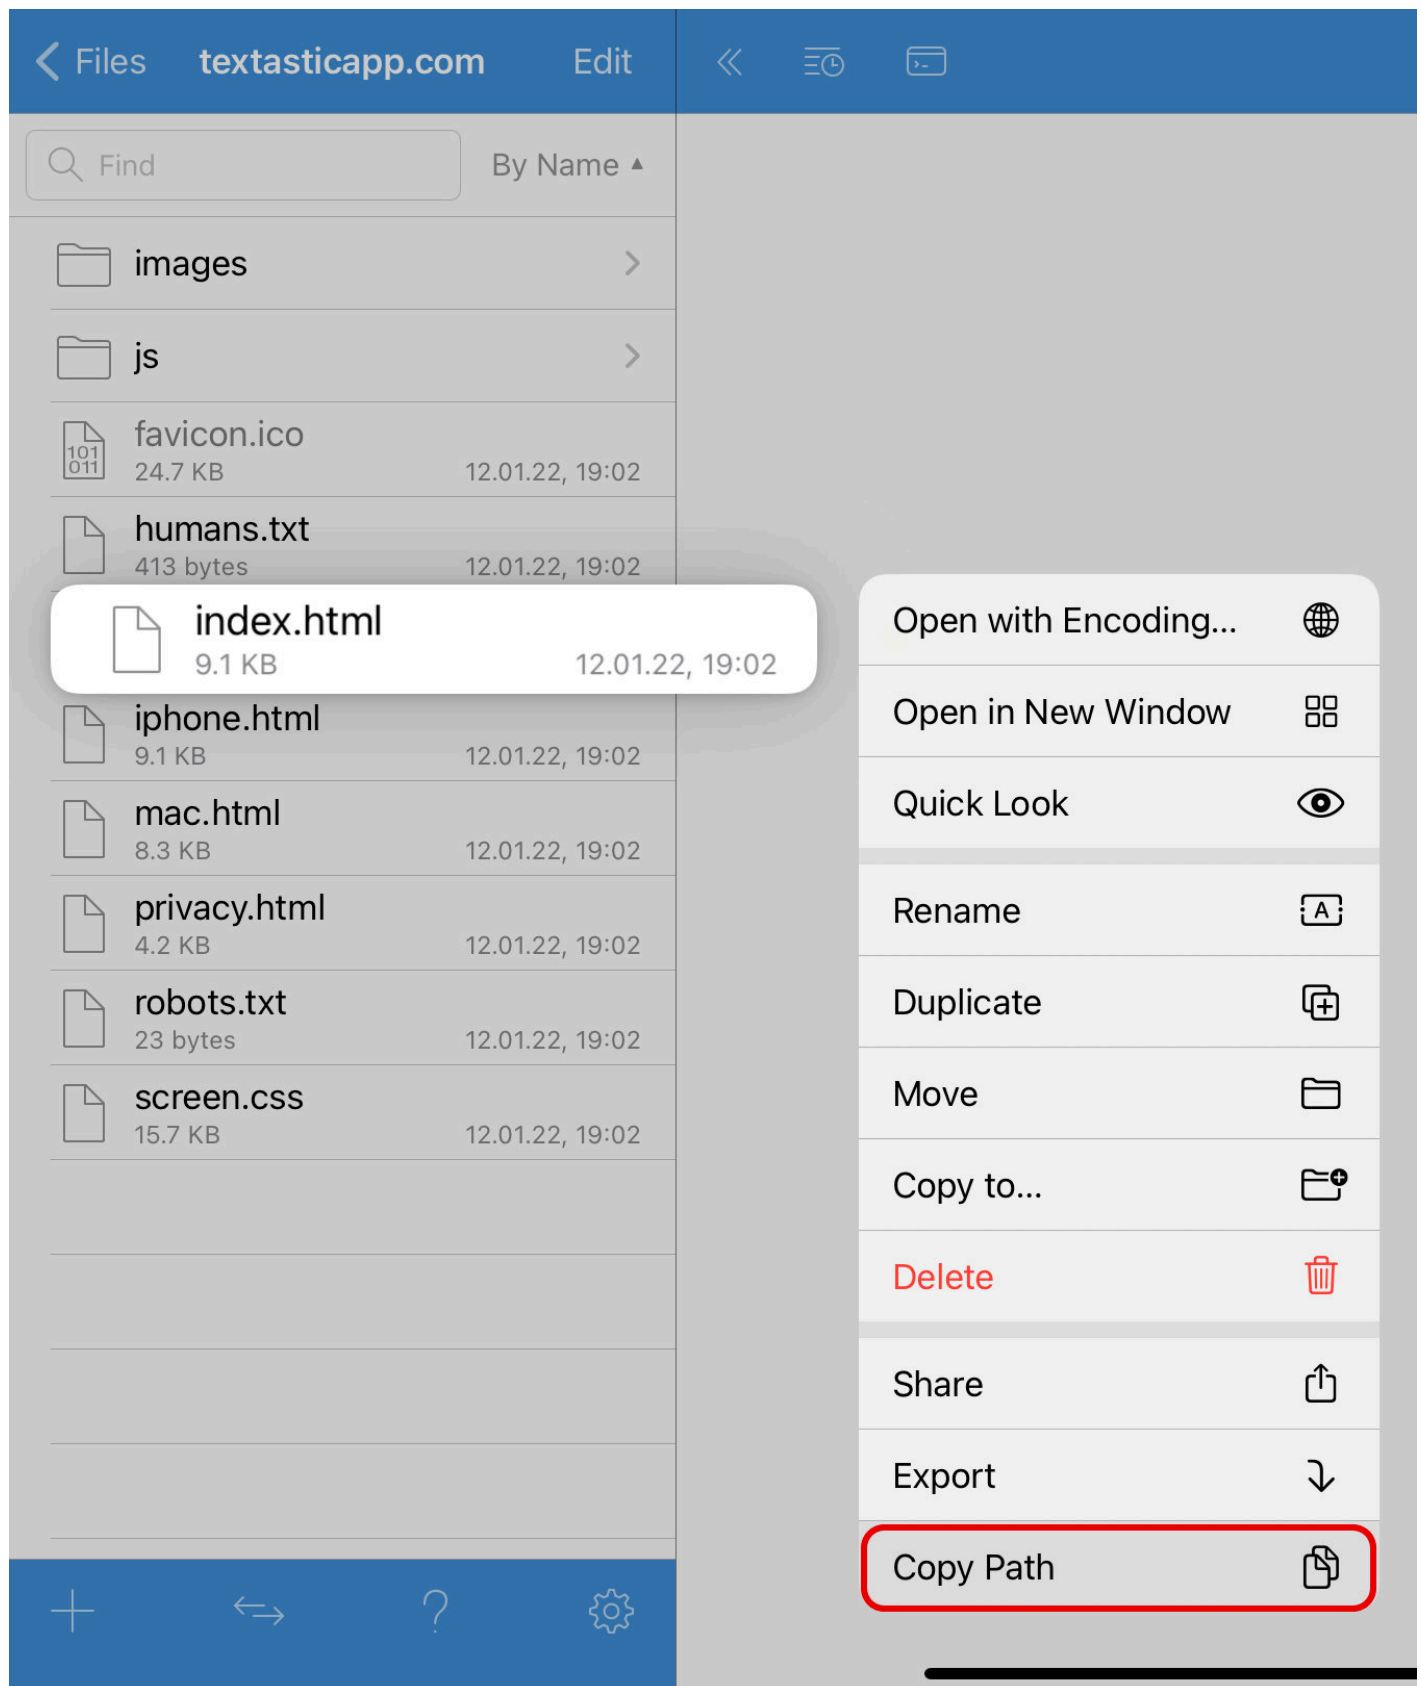 Files textasticapp.com Edit
Find By Name ▲
images
js
101
011
favicon.ico
24.7 KB 12.01.22, 19:02
humans.txt
413 bytes 12.01.22, 19:02
index.html
9.1 KB 12.01.22, 19:02
iphone.html
9.1 KB 12.01.22, 19:02
mac.html
8.3 KB 12.01.22, 19:02
privacy.html
4.2 KB 12.01.22, 19:02
robots.txt
23 bytes 12.01.22, 19:02
screen.css
15.7 KB 12.01.22, 19:02
Open with Encoding...
Open in New Window
Quick Look
Rename A
Duplicate
Move
Copy to...
Delete
Share
Export
Copy Path
?